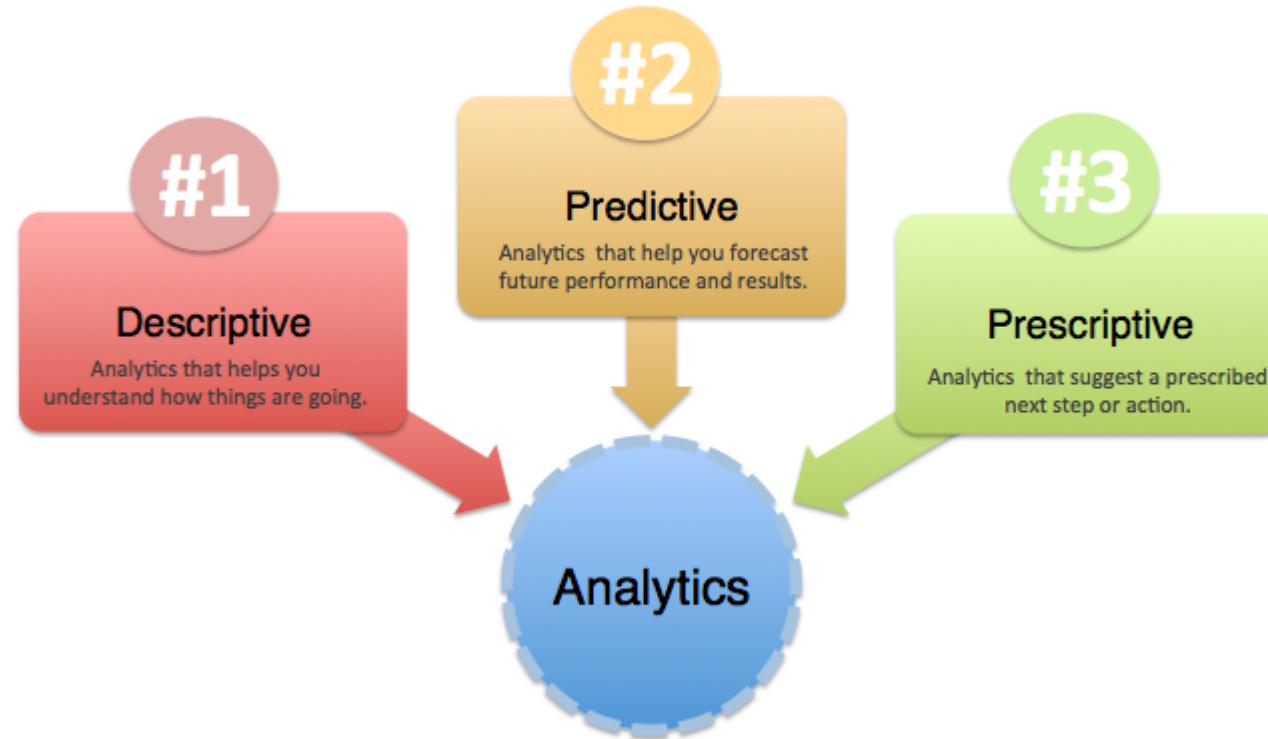 #1
Descriptive
Analytics that helps you
understand how things are going.
#2
Predictive
Analytics that help you forecast
future performance and results.
#3
Prescriptive
Analytics that suggest a prescribed
next step or action.
Analytics